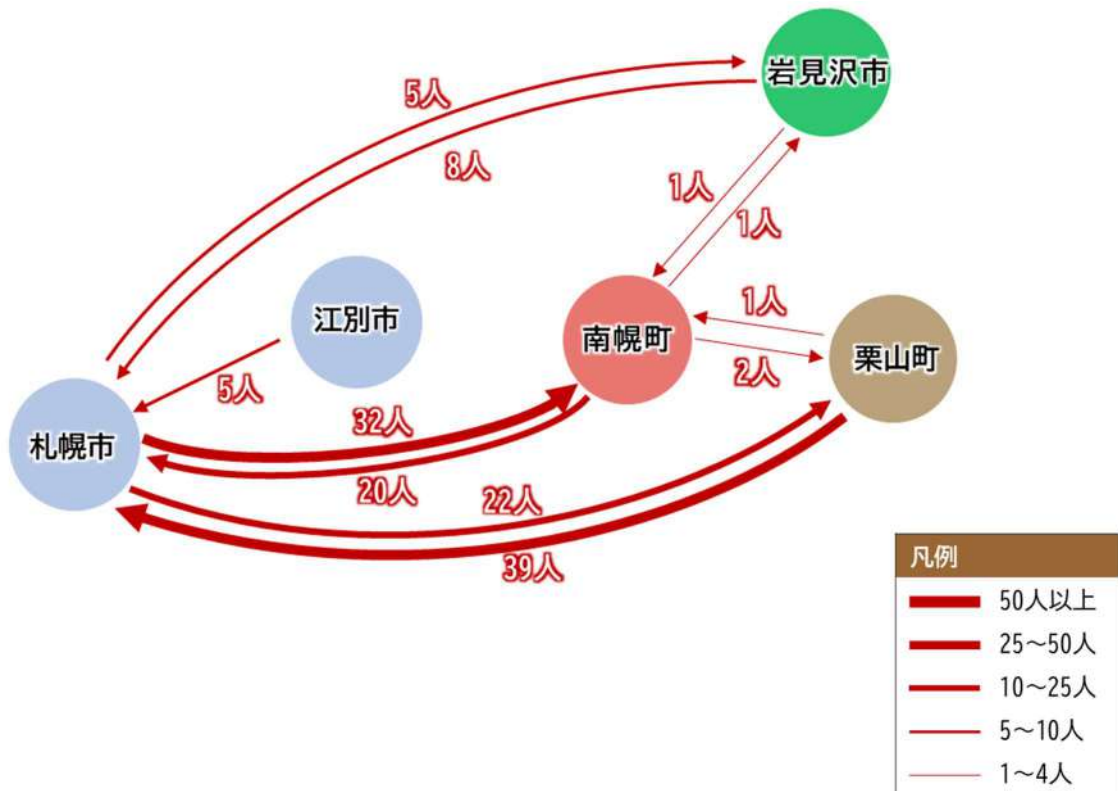 岩見沢市
5人
8人
1人
1人
江別市
南幌町
1人
栗山町
2人
5人
札幌市
32人
20人
22人
39人
凡例
50人以上
25～50人
10～25人
5～10人
1～4人